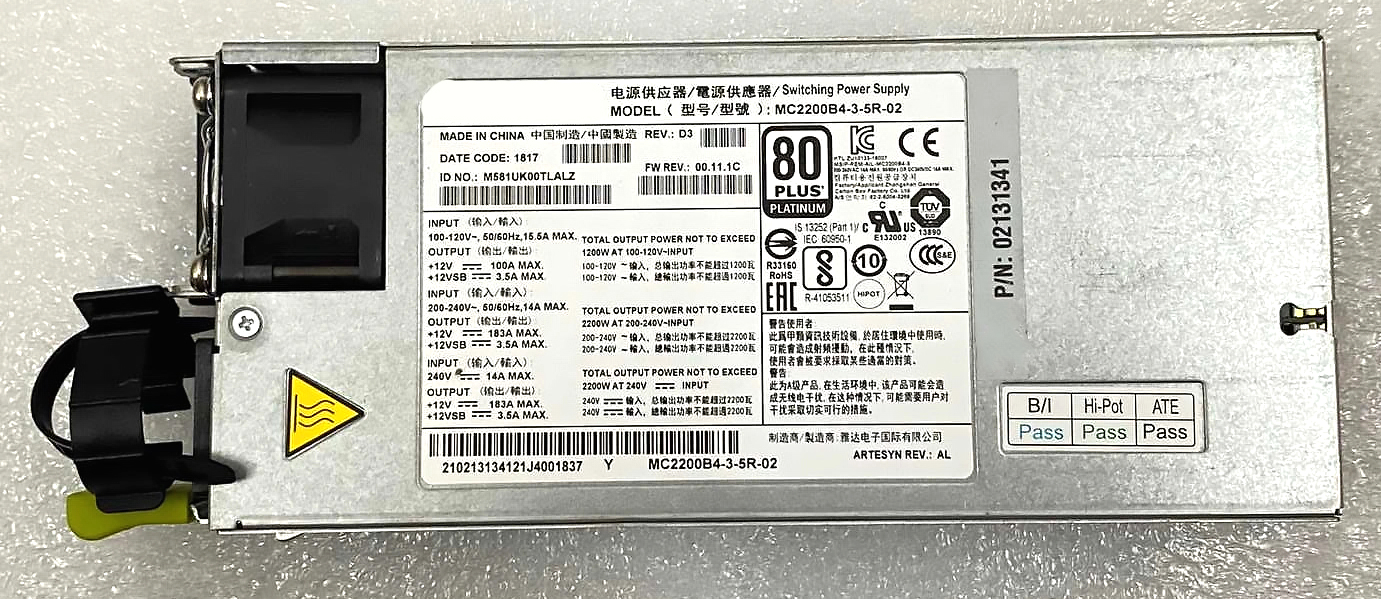 电源供应器/電源供應器/Switching Power Supply
MODEL ( 型号/型號 ): MC2200B4-3-5R-02
MADE IN CHINA 中国制造/中國製造 REV.: D3
DATE CODE: 1817
FW REV.: 00.11.1C
ID NO.: M581UK00TLALZ
INPUT (输入/輸入):
100-120V~, 50/60Hz,15.5A MAX.
OUTPUT (输出/輸出)
+12V 100A MAX.
+12VSB 3.5A MAX.
TOTAL OUTPUT POWER NOT TO EXCEED
1200W AT 100-120V~INPUT
100-120V ~输入, 总输出功率不能超过1200瓦
100-120V ~輸入, 總輸出功率不能超過1200瓦
INPUT (输入/輸入):
200-240V~, 50/60Hz,14A MAX.
OUTPUT (输出/輸出):
+12V 183A MAX.
+12VSB 3.5A MAX.
TOTAL OUTPUT POWER NOT TO EXCEED
2200W AT 200-240V~INPUT
200-240V ~输入, 总输出功率不能超过2200瓦
200-240V ~輸入, 總輸出功率不能超過2200瓦
INPUT (输入/輸入):
240V 14A MAX.
OUTPUT (输出/輸出):
+12V 183A MAX.
+12VSB 3.5A MAX.
TOTAL OUTPUT POWER NOT TO EXCEED
2200W AT 240V INPUT
240V 输入, 总输出功率不能超过2200瓦
240V 輸入, 總輸出功率不能超過2200瓦
80
PLUS
PLATINUM
CE
IS 13252 (Part 1)/
IEC 60950-1
R33160
RoHS
R-41053511
c US
E132002
TÜV
SÜD
13890
10
CCC S&E
EAC
HIPOT
警告使用者:
此為甲類資訊技術設備, 於居住環境中使用時,
可能會造成射頻擾動, 在此種情況下,
使用者會被要求採取某些適當的對策。
警告:
此为A级产品, 在生活环境中, 该产品可能会造
成无线电干扰, 在这种情况下, 可能需要用户对
干扰采取切实可行的措施。
210213134121J4001837 Y MC2200B4-3-5R-02
制造商/製造商: 雅达电子国际有限公司
ARTESYN REV.: AL
P/N: 02131341
B/I Hi-Pot ATE
Pass Pass Pass